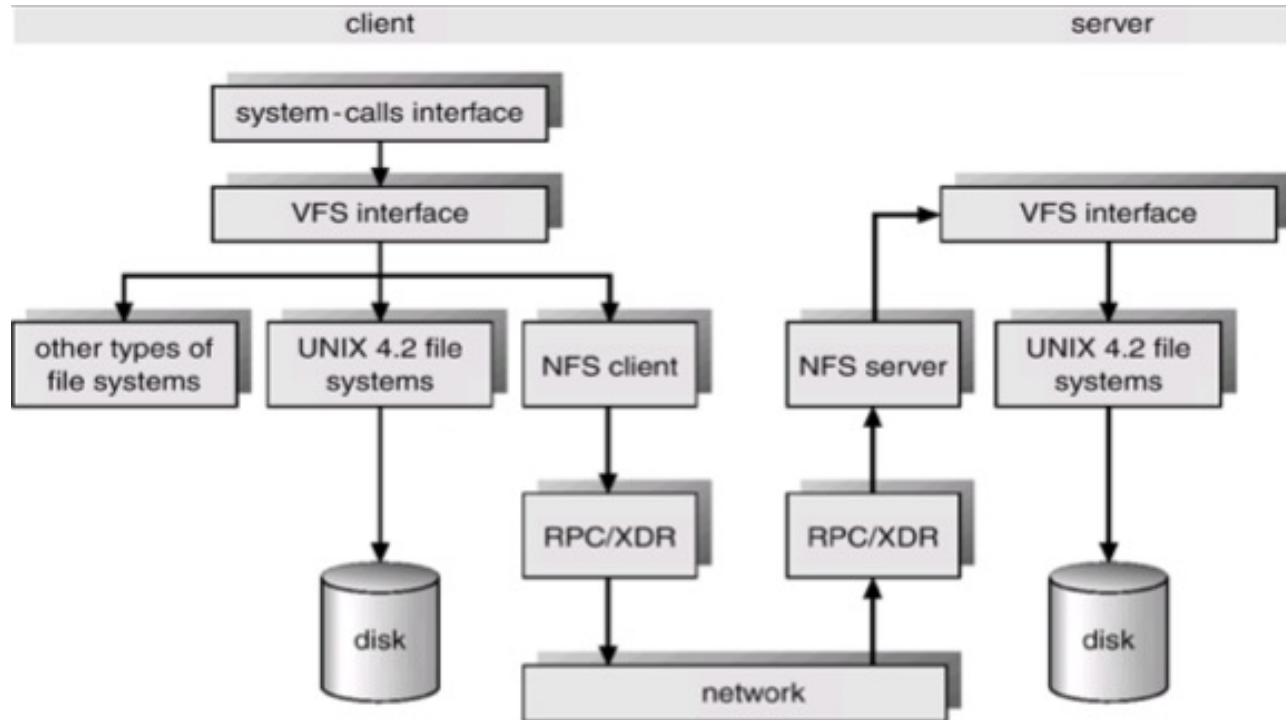 client
server
system-calls interface
VFS interface
VFS interface
other types of
file systems
UNIX 4.2 file
systems
NFS client
NFS server
UNIX 4.2 file
systems
RPC/XDR
RPC/XDR
disk
disk
network